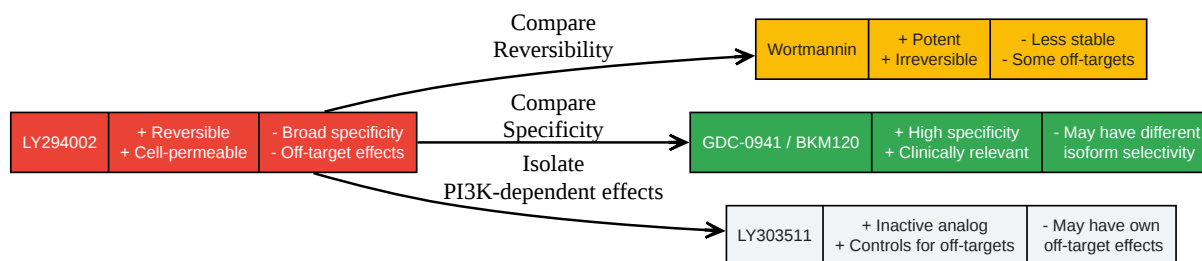 Compare
Reversibility
Wortmannin
+ Potent
+ Irreversible
- Less stable
- Some off-targets
LY294002
+ Reversible
+ Cell-permeable
- Broad specificity
- Off-target effects
Compare
Specificity
GDC-0941 / BKM120
+ High specificity
+ Clinically relevant
- May have different
isoform selectivity
Isolate
PI3K-dependent effects
LY303511
+ Inactive analog
+ Controls for off-targets
- May have own
off-target effects